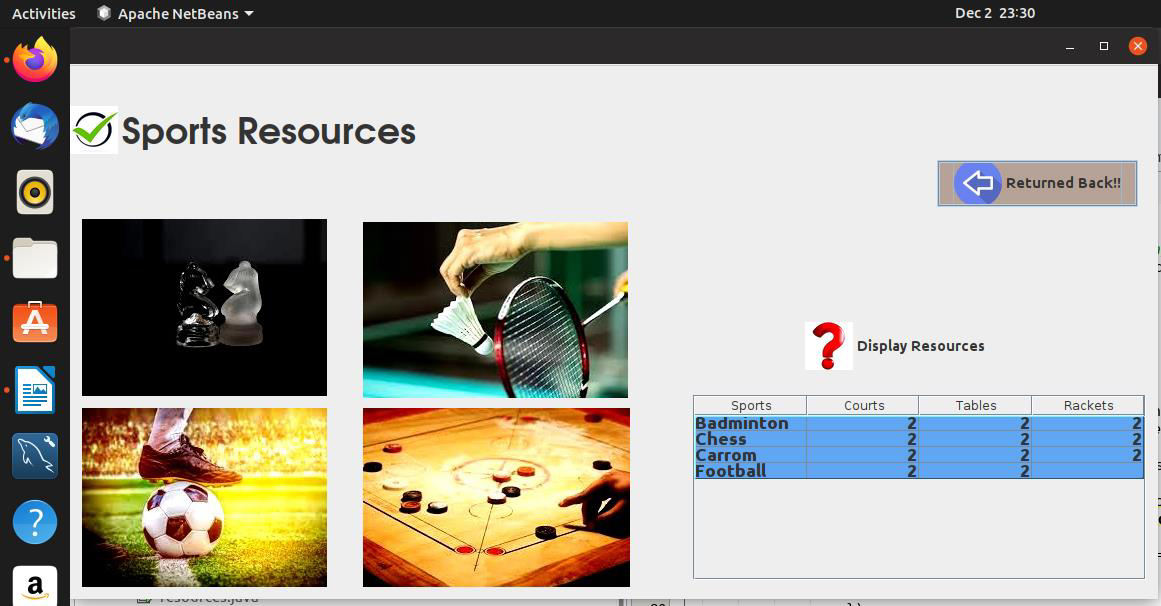 Activities Apache NetBeans Dec 2 23:30
Sports Resources
Returned Back!!
Display Resources
Sports Courts Tables Rackets
Badminton 2 2 2
Chess 2 2 2
Carrom 2 2 2
Football 2 2
resources.java